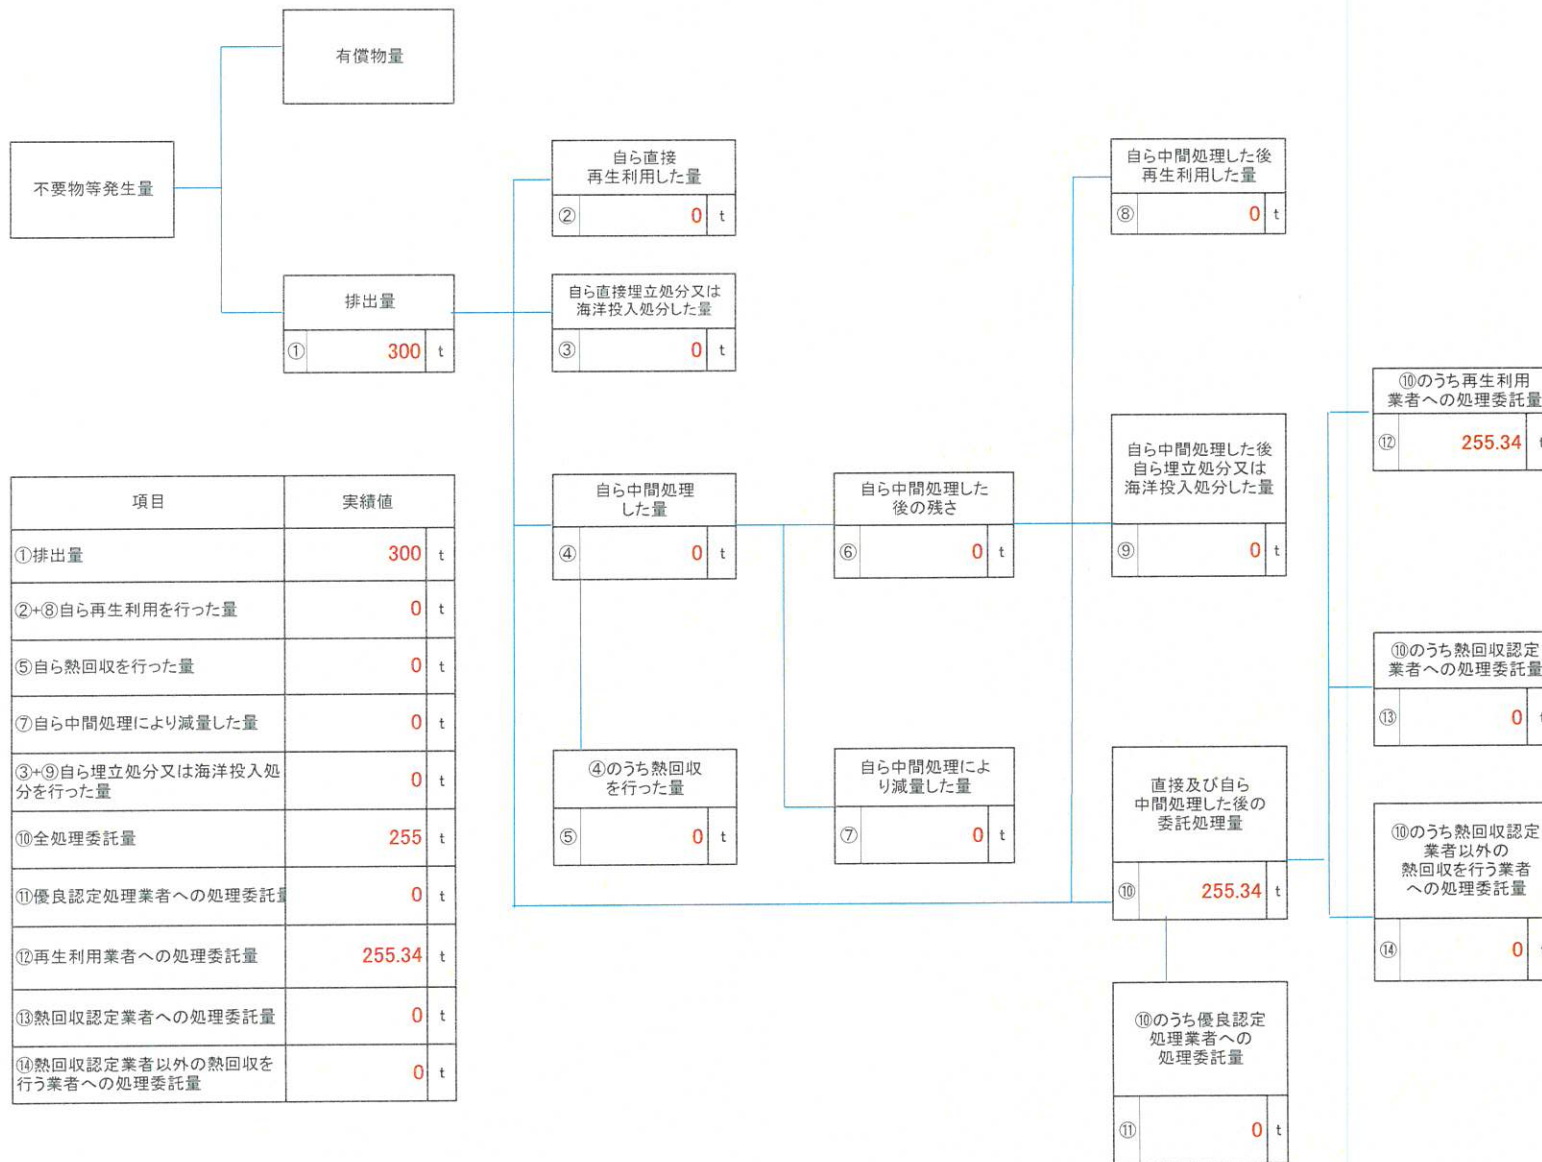 有償物量
不要物等発生量
排出量
① 300 t
自ら直接
再生利用した量
② 0 t
自ら直接埋立処分又は
海洋投入処分した量
③ 0 t
自ら中間処理
した量
④ 0 t
④のうち熱回収
を行った量
⑤ 0 t
自ら中間処理した
後の残さ
⑥ 0 t
自ら中間処理によ
り減量した量
⑦ 0 t
自ら中間処理した後
再生利用した量
⑧ 0 t
自ら中間処理した後
自ら埋立処分又は
海洋投入処分した量
⑨ 0 t
直接及び自ら
中間処理した後の
委託処理量
⑩ 255.34 t
⑩のうち優良認定
処理業者への
処理委託量
⑪ 0 t
⑩のうち再生利用
業者への処理委託量
⑫ 255.34
⑩のうち熱回収認定
業者への処理委託量
⑬ 0
⑩のうち熱回収認定
業者以外の
熱回収を行う業者
への処理委託量
⑭ 0
項目 実績値
①排出量 300 t
②+⑧自ら再生利用を行った量 0 t
⑤自ら熱回収を行った量 0 t
⑦自ら中間処理により減量した量 0 t
③+⑨自ら埋立処分又は海洋投入処
分を行った量 0 t
⑩全処理委託量 255 t
⑪優良認定処理業者への処理委託量 0 t
⑫再生利用業者への処理委託量 255.34 t
⑬熱回収認定業者への処理委託量 0 t
⑭熱回収認定業者以外の熱回収を
行う業者への処理委託量 0 t